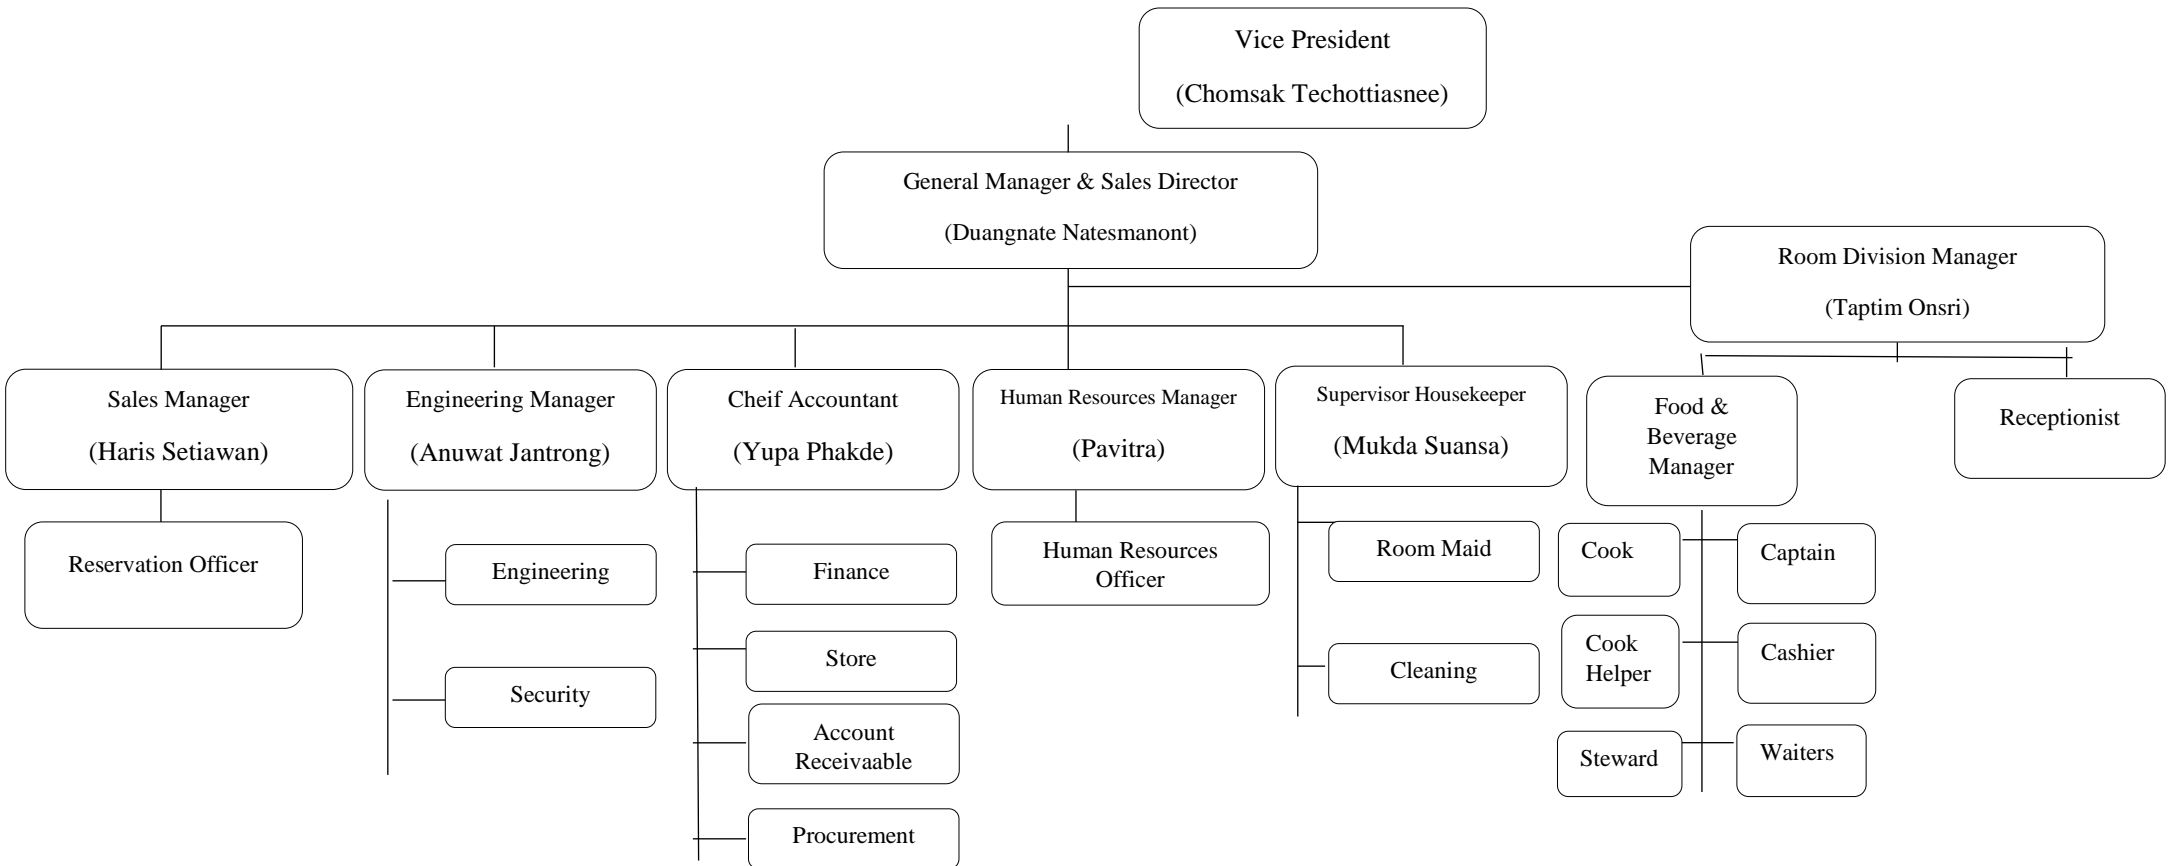 Vice President
(Chomsak Techottiasnee)
General Manager & Sales Director
(Duangnate Natesmanont)
Room Division Manager
(Taptim Onsri)
Sales Manager
(Haris Setiawan)
Engineering Manager
(Anuwat Jantrong)
Cheif Accountant
(Yupa Phakde)
Human Resources Manager
(Pavitra)
Supervisor Housekeeper
(Mukda Suansa)
Food &
Beverage
Manager
Receptionist
Reservation Officer
Engineering
Security
Finance
Store
Account
Receivaable
Procurement
Human Resources
Officer
Room Maid
Cleaning
Cook
Captain
Cook
Helper
Cashier
Steward
Waiters